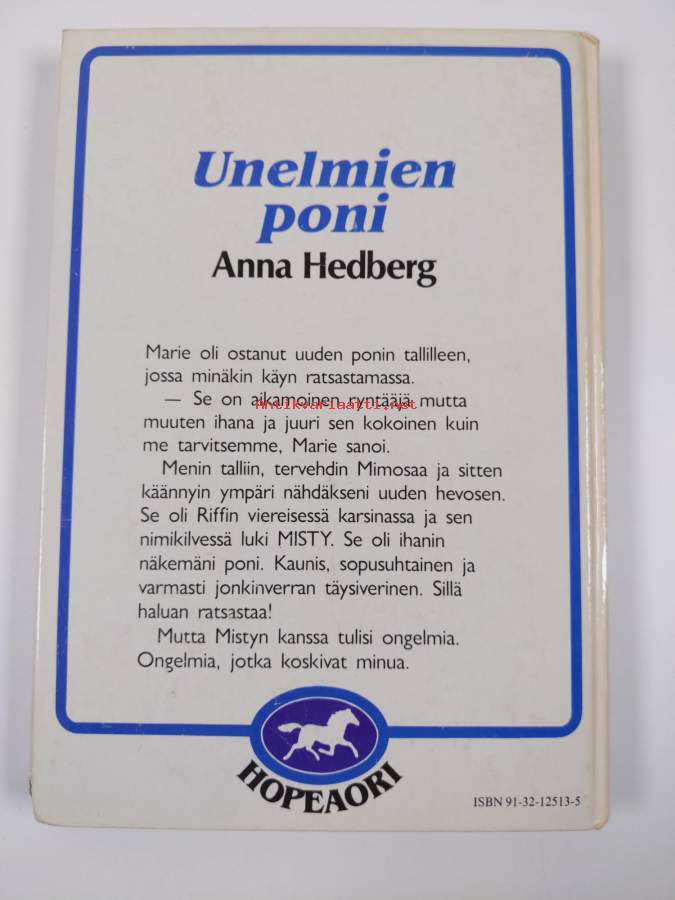 Unelmien
poni
Anna Hedberg
Marie oli ostanut uuden ponin tallilleen,
jossa minäkin käyn ratsastamassa.
— Se on aikamoinen ryntääjä mutta
Antikvariaatti.net
muuten ihana ja juuri sen kokoinen kuin
me tarvitsemme, Marie sanoi.
Menin talliin, tervehdin Mimosaa ja sitten
käännyin ympäri nähdäkseni uuden hevosen.
Se oli Riffin viereisessä karsinassa ja sen
nimikilvessä luki MISTY. Se oli ihanin
näkemäni poni. Kaunis, sopusuhtainen ja
varmasti jonkinverran täysiverinen. Sillä
haluan ratsastaa!
Mutta Mistyn kanssa tulisi ongelmia.
Ongelmia, jotka koskivat minua.
HOPEAORI
ISBN 91-32-12513-5